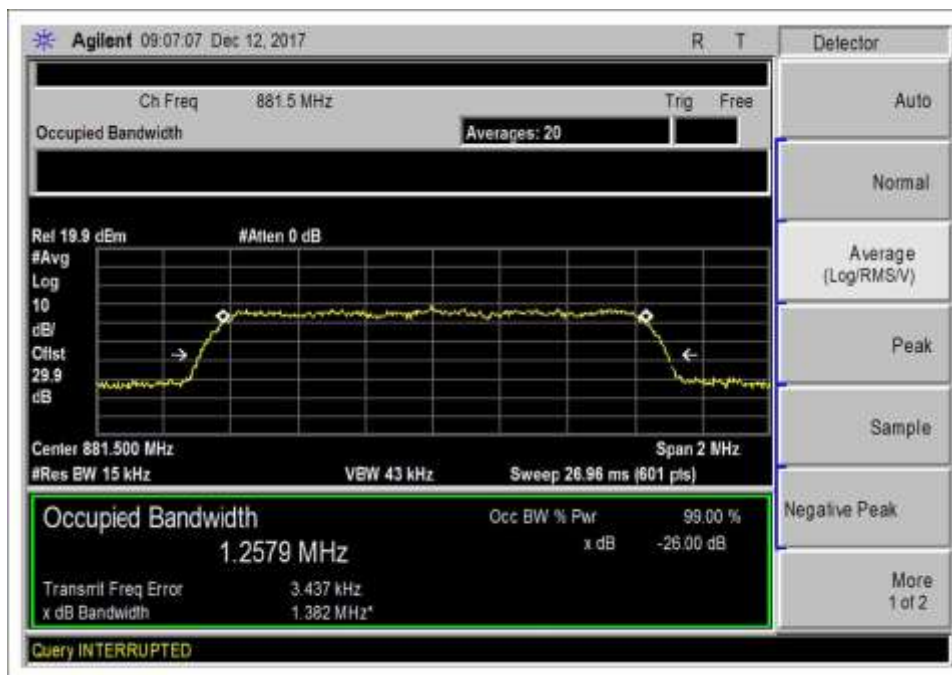 Agilent 09:07:07 Dec 12, 2017 R T
Detector
Ch Freq 881.5 MHz Trig Free
Occupied Bandwidth Averages: 20
Ref 19.9 dBm #Atten 0 dB
#Avg
Log
10
dB/
Offst
29.9
dB
Center 881.500 MHz Span 2 MHz
#Res BW 15 kHz VBW 43 kHz Sweep 26.96 ms (601 pts)
Occupied Bandwidth Occ BW % Pwr 99.00 %
1.2579 MHz x dB -26.00 dB
Transmit Freq Error 3.437 kHz
x dB Bandwidth 1.382 MHz*
Query INTERRUPTED
Auto
Normal
Average
(Log/RMS/V)
Peak
Sample
Negative Peak
More
1 of 2